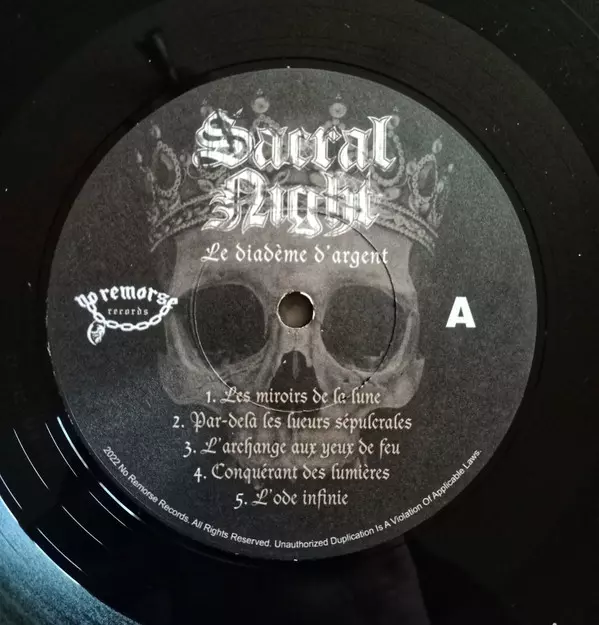 Sacral
Night
Le diadème d'argent
no remorse
records
A
1. Les miroirs de la lune
2. Par-delà les lueurs sépulcrales
3. L'archange aux yeux de feu
4. Conquérant des lumières
5. L'ode infinie
2022 No Remorse Records. All Rights Reserved. Unauthorized Duplication Is A Violation Of Applicable Laws.